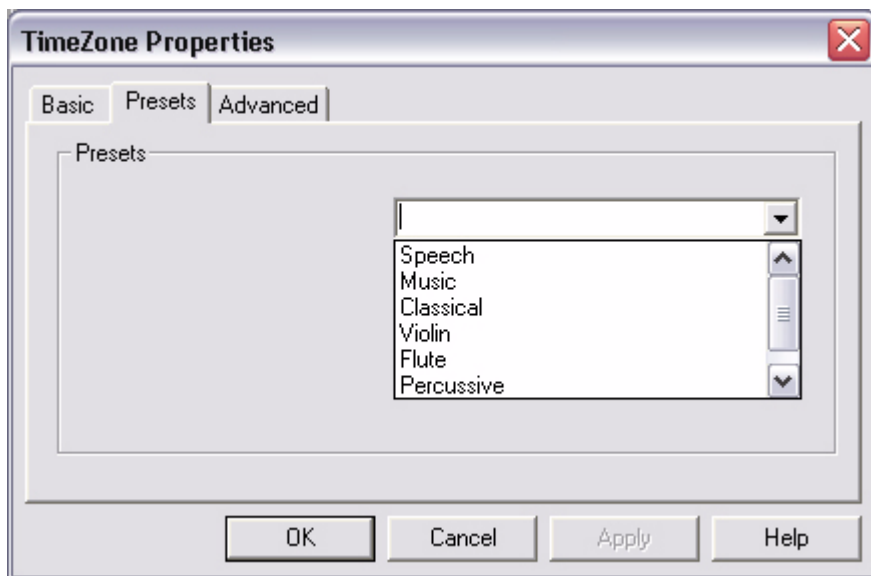 TimeZone Properties
Basic Presets Advanced
Presets
Speech
Music
Classical
Violin
Flute
Percussive
OK Cancel Apply Help